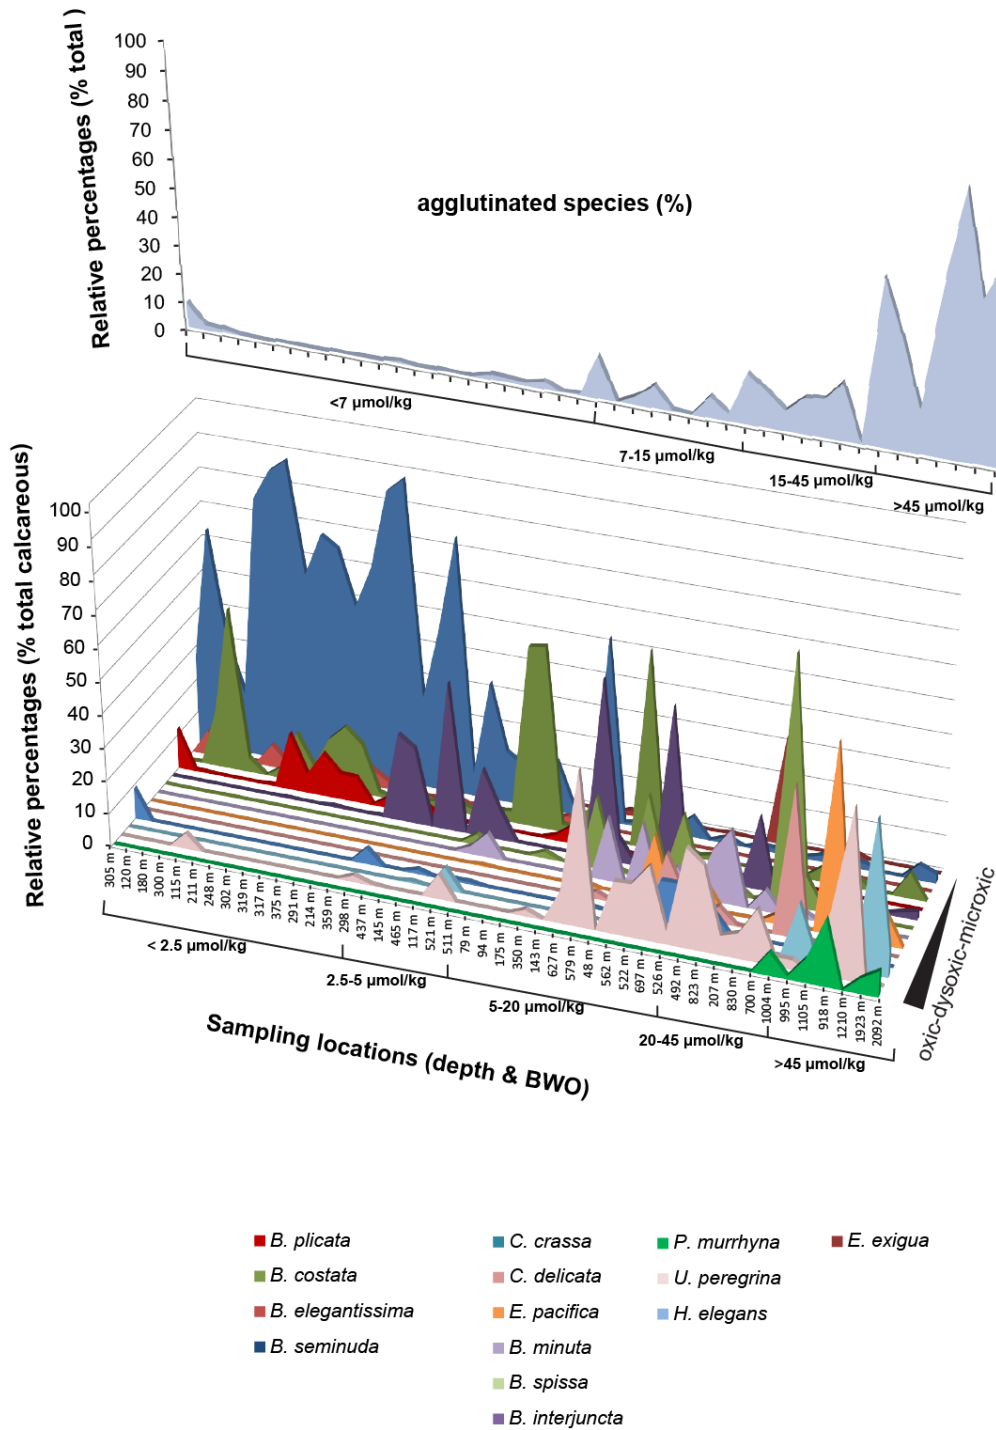 Relative percentages (% total )
100
90
80
70
60
50
40
30
20
10
0
agglutinated species (%)
<7 µmol/kg
7-15 µmol/kg
15-45 µmol/kg
>45 µmol/kg
Relative percentages (% total calcareous)
100
90
80
70
60
50
40
30
20
10
0
305 m
120 m
180 m
300 m
115 m
211 m
248 m
302 m
319 m
317 m
375 m
291 m
214 m
359 m
298 m
437 m
145 m
465 m
117 m
521 m
511 m
79 m
94 m
175 m
350 m
143 m
627 m
579 m
48 m
562 m
522 m
697 m
526 m
492 m
823 m
207 m
830 m
700 m
1004 m
995 m
1105 m
918 m
1210 m
1923 m
2092 m
< 2.5 µmol/kg
2.5-5 µmol/kg
5-20 µmol/kg
20-45 µmol/kg
>45 µmol/kg
Sampling locations (depth & BWO)
oxic-dysoxic-microxic
B. plicata
B. costata
B. elegantissima
B. seminuda
C. crassa
C. delicata
E. pacifica
B. minuta
B. spissa
B. interjuncta
P. murrhyna
U. peregrina
H. elegans
E. exigua